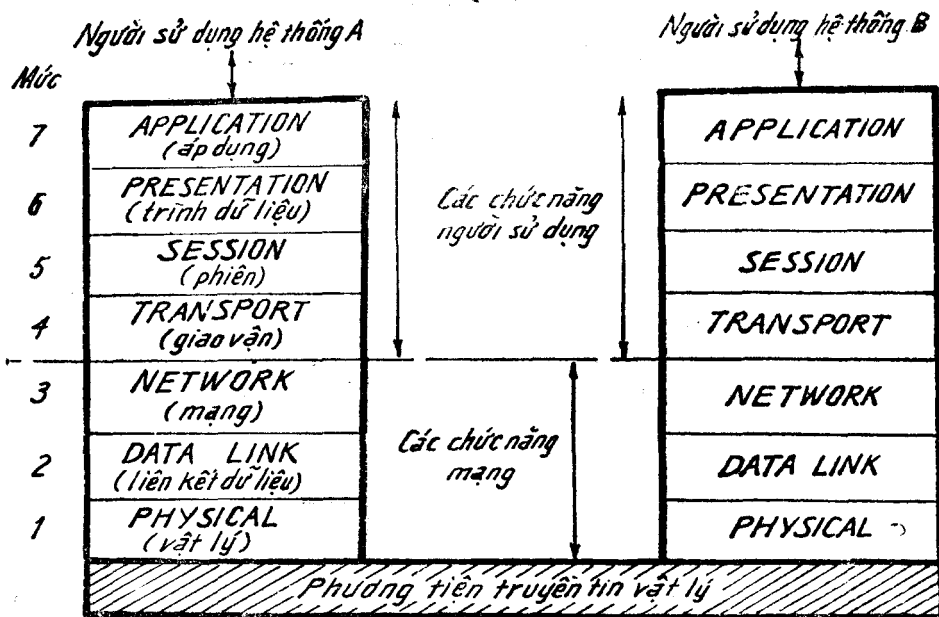 Người sử dụng hệ thống A
Người sử dụng hệ thống B
Mức
7
APPLICATION
(áp dụng)
APPLICATION
6
PRESENTATION
(trình dữ liệu)
Các chức năng
người sử dụng
PRESENTATION
5
SESSION
(phiên)
SESSION
4
TRANSPORT
(giao vận)
TRANSPORT
3
NETWORK
(mạng)
NETWORK
Các chức năng
mạng
2
DATA LINK
(liên kết dữ liệu)
DATA LINK
1
PHYSICAL
(vật lý)
PHYSICAL
Phương tiện truyền tin vật lý